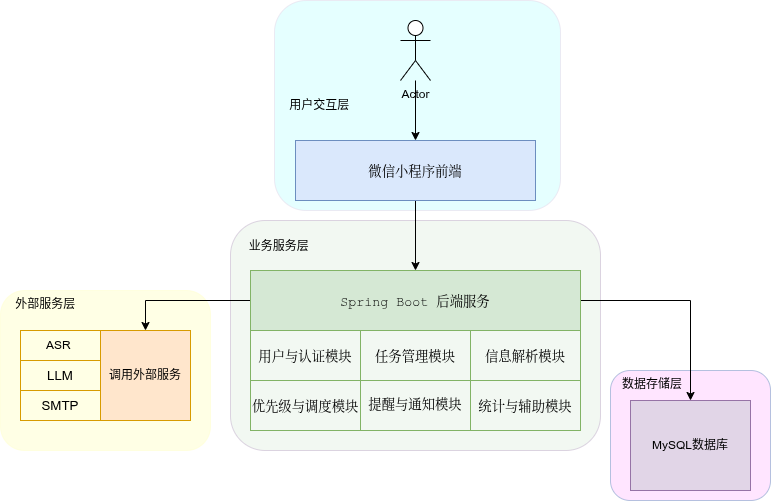 Actor
用户交互层
微信小程序前端
业务服务层
Spring Boot 后端服务
用户与认证模块
任务管理模块
信息解析模块
优先级与调度模块
提醒与通知模块
统计与辅助模块
外部服务层
ASR
LLM
SMTP
调用外部服务
数据存储层
MySQL数据库